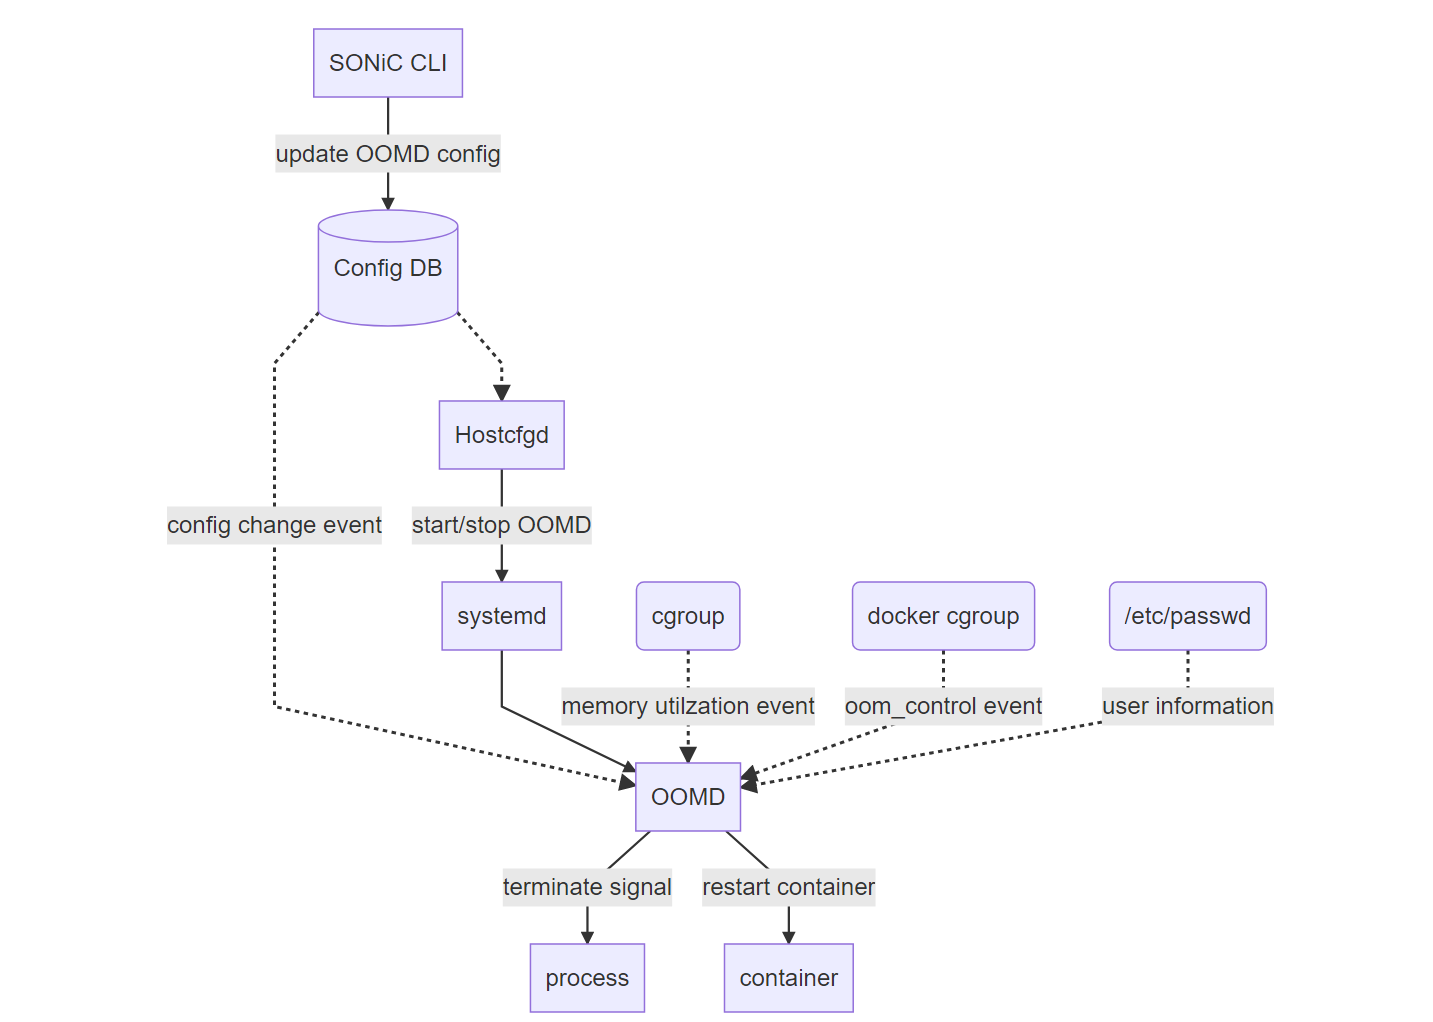 SONiC CLI
update OOMD config
Config DB
Hostcfgd
config change event
start/stop OOMD
systemd
cgroup
docker cgroup
/etc/passwd
memory utilzation event
oom_control event
user information
OOMD
terminate signal
restart container
process
container